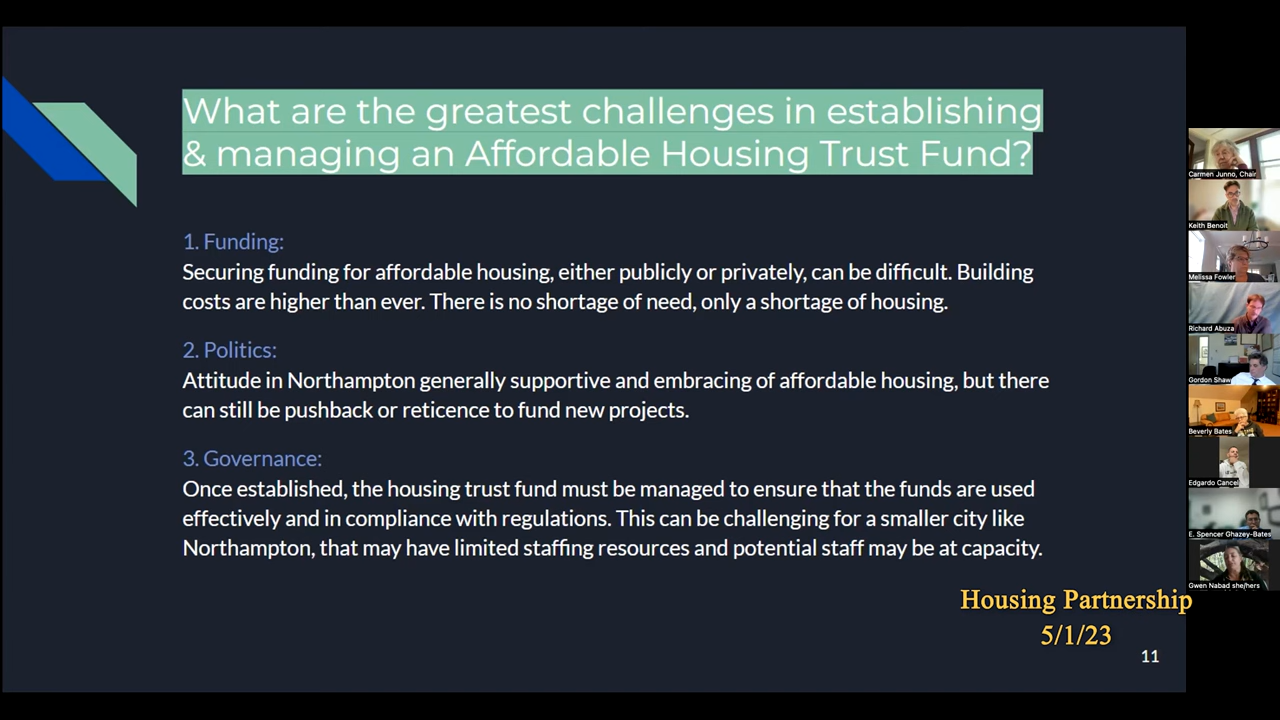 What are the greatest challenges in establishing
& managing an Affordable Housing Trust Fund?
1. Funding:
Securing funding for affordable housing, either publicly or privately, can be difficult. Building
costs are higher than ever. There is no shortage of need, only a shortage of housing.
2. Politics:
Attitude in Northampton generally supportive and embracing of affordable housing, but there
can still be pushback or reticence to fund new projects.
3. Governance:
Once established, the housing trust fund must be managed to ensure that the funds are used
effectively and in compliance with regulations. This can be challenging for a smaller city like
Northampton, that may have limited staffing resources and potential staff may be at capacity.
Housing Partnership
5/1/23
11
Carmen Junno, Chair
Keith Benoit
Melissa Fowler
Richard Abuza
Gordon Shaw
Beverly Bates
Edgardo Cancel
E. Spencer Ghazey-Bates
Gwen Nabad she/hers